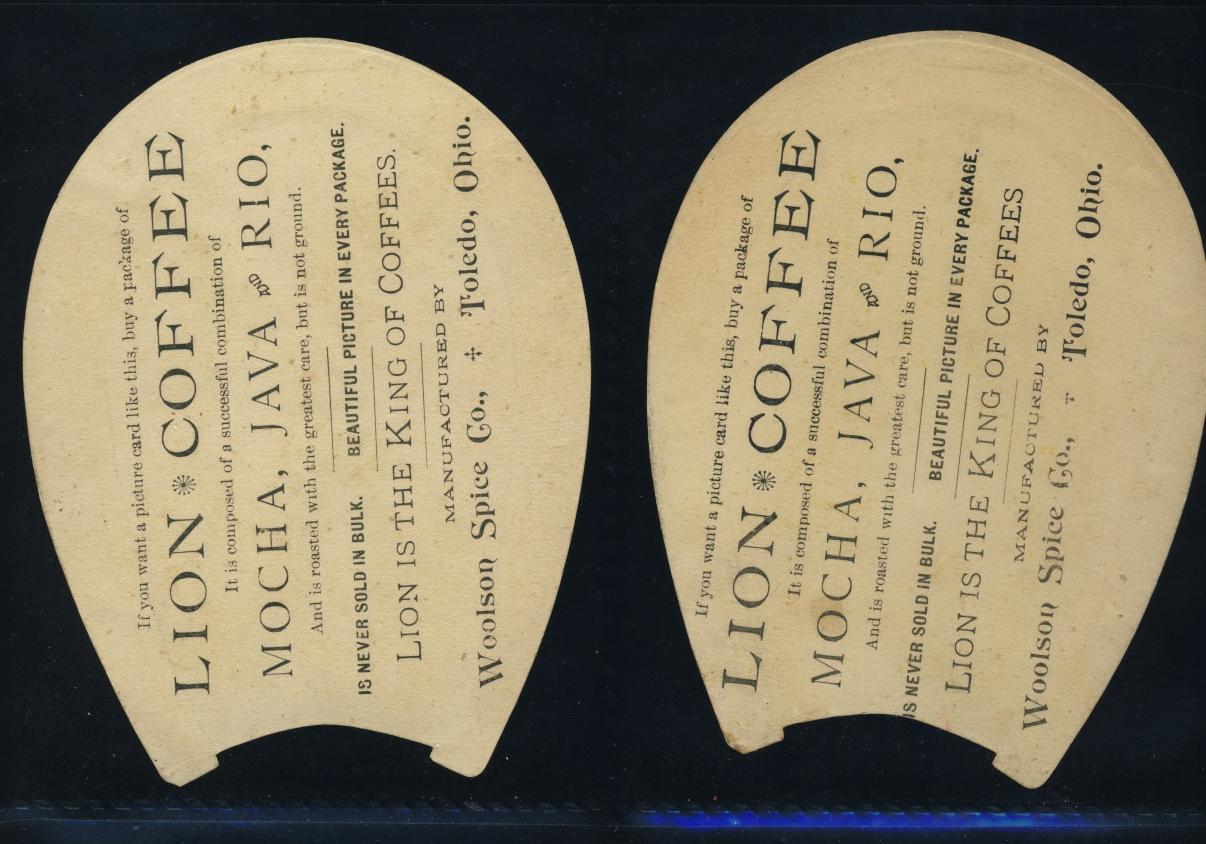 If you want a picture card like this, buy a package of
LION COFFEE
It is composed of a successful combination of
MOCHA, JAVA AND RIO,
And is roasted with the greatest care, but is not ground.
IS NEVER SOLD IN BULK. BEAUTIFUL PICTURE IN EVERY PACKAGE.
LION IS THE KING OF COFFEES.
MANUFACTURED BY
Woolson Spice Co., Toledo, Ohio.
If you want a picture card like this, buy a package of
LION COFFEE
It is composed of a successful combination of
MOCHA, JAVA AND RIO,
And is roasted with the greatest care, but is not ground.
IS NEVER SOLD IN BULK. BEAUTIFUL PICTURE IN EVERY PACKAGE.
LION IS THE KING OF COFFEES
MANUFACTURED BY
Woolson Spice Co., Toledo, Ohio.